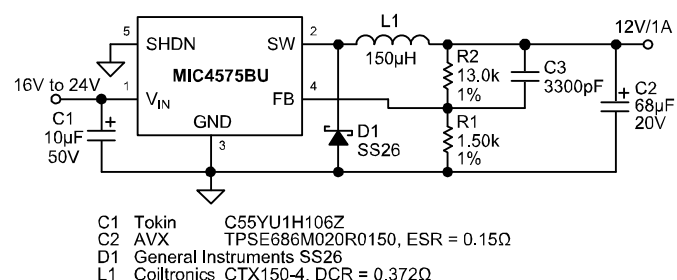 L1
12V/1A
5
SHDN
SW
2
150µH
R2
13.0k
1%
C3
3300pF
MIC4575BU
16V to 24V
1
VIN
FB
4
C2
68µF
20V
+
C1
10µF
50V
+
GND
3
D1
SS26
R1
1.50k
1%
C1 Tokin C55YU1H106Z
C2 AVX TPSE686M020R0150, ESR = 0.15Ω
D1 General Instruments SS26
L1 Coiltronics CTX150-4, DCR = 0.372Ω